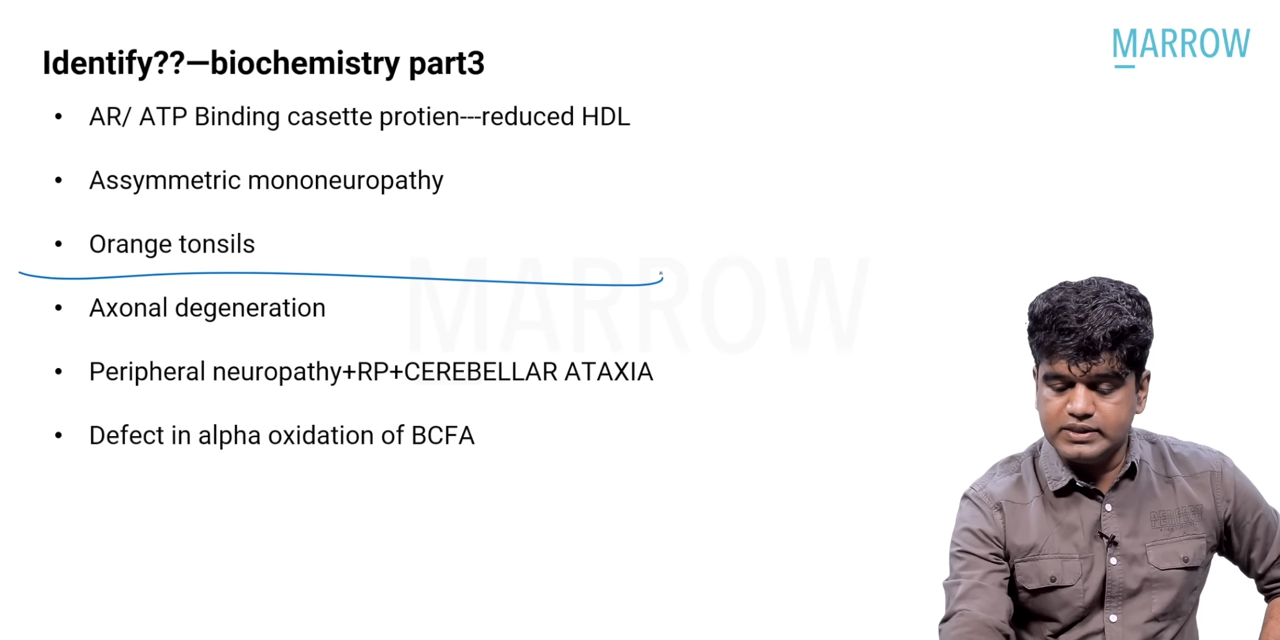 MARROW
Identify??—biochemistry part3
• AR/ ATP Binding casette protien---reduced HDL
• Assymmetric mononeuropathy
• Orange tonsils
MARROW
• Axonal degeneration
• Peripheral neuropathy+RP+CEREBELLAR ATAXIA
• Defect in alpha oxidation of BCFA